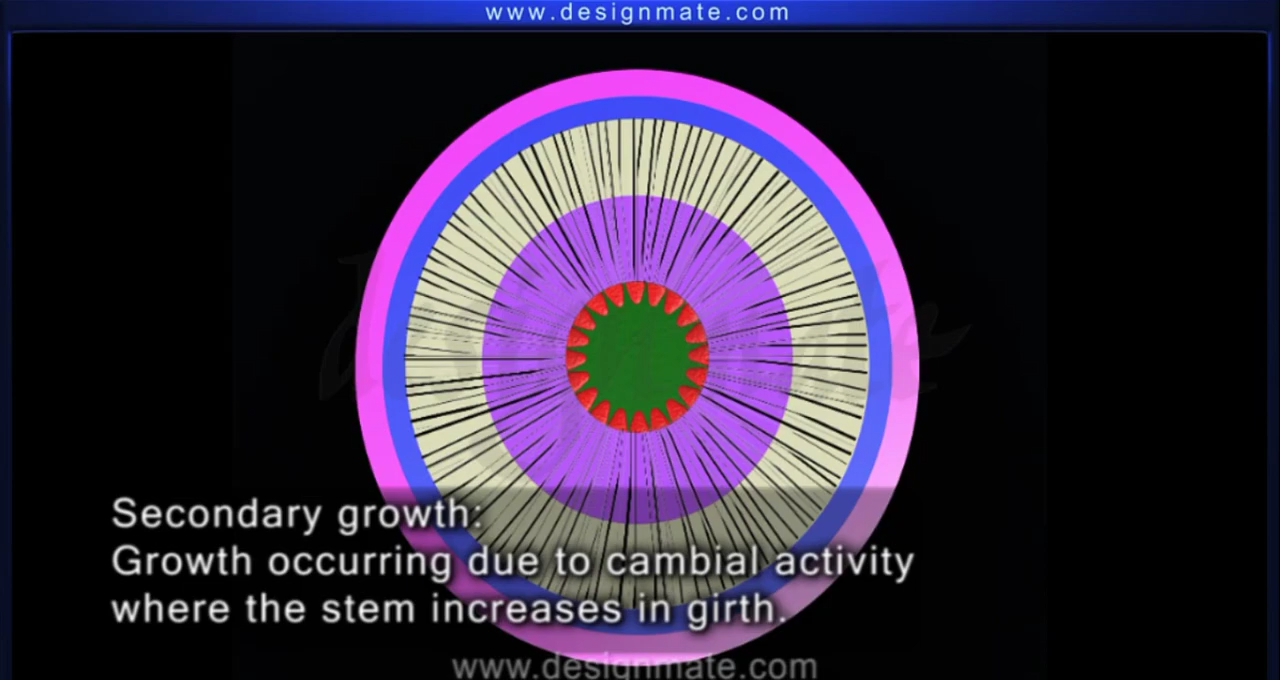 www.designmate.com
designmate
Secondary growth:
Growth occurring due to cambial activity
where the stem increases in girth.
www.designmate.com